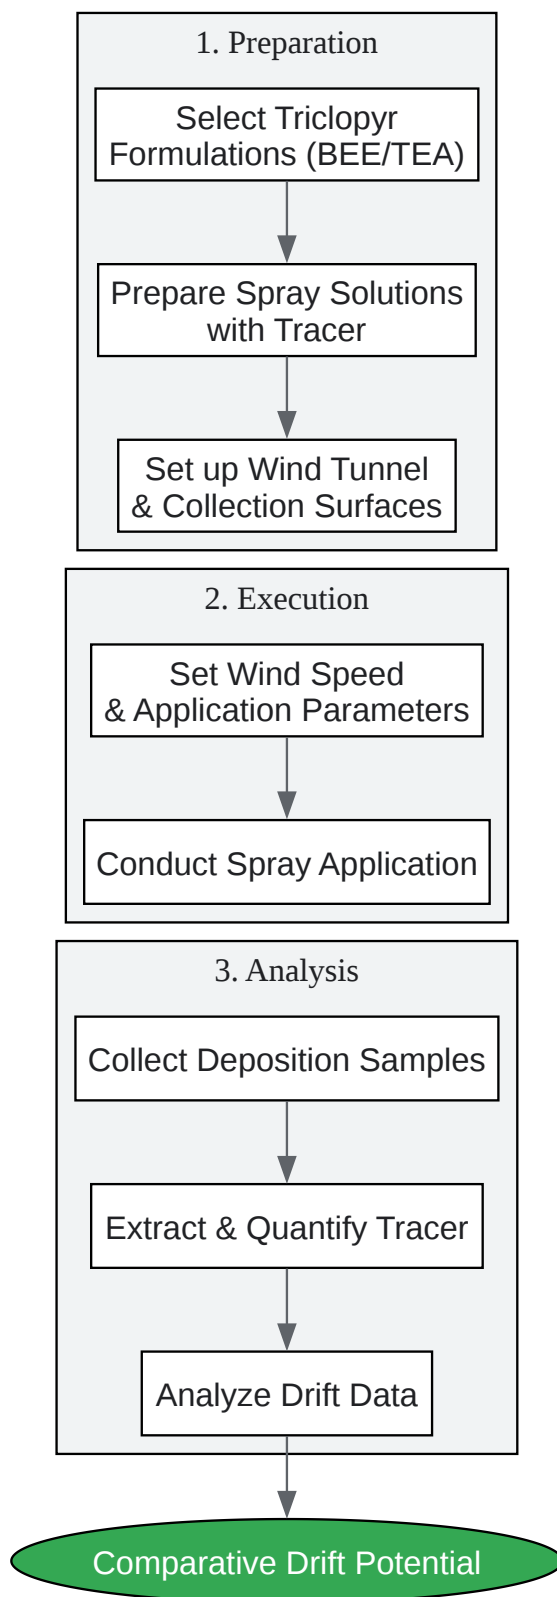 1. Preparation
Select Triclopyr
Formulations (BEE/TEA)
Prepare Spray Solutions
with Tracer
Set up Wind Tunnel
& Collection Surfaces
2. Execution
Set Wind Speed
& Application Parameters
Conduct Spray Application
3. Analysis
Collect Deposition Samples
Extract & Quantify Tracer
Analyze Drift Data
Comparative Drift Potential